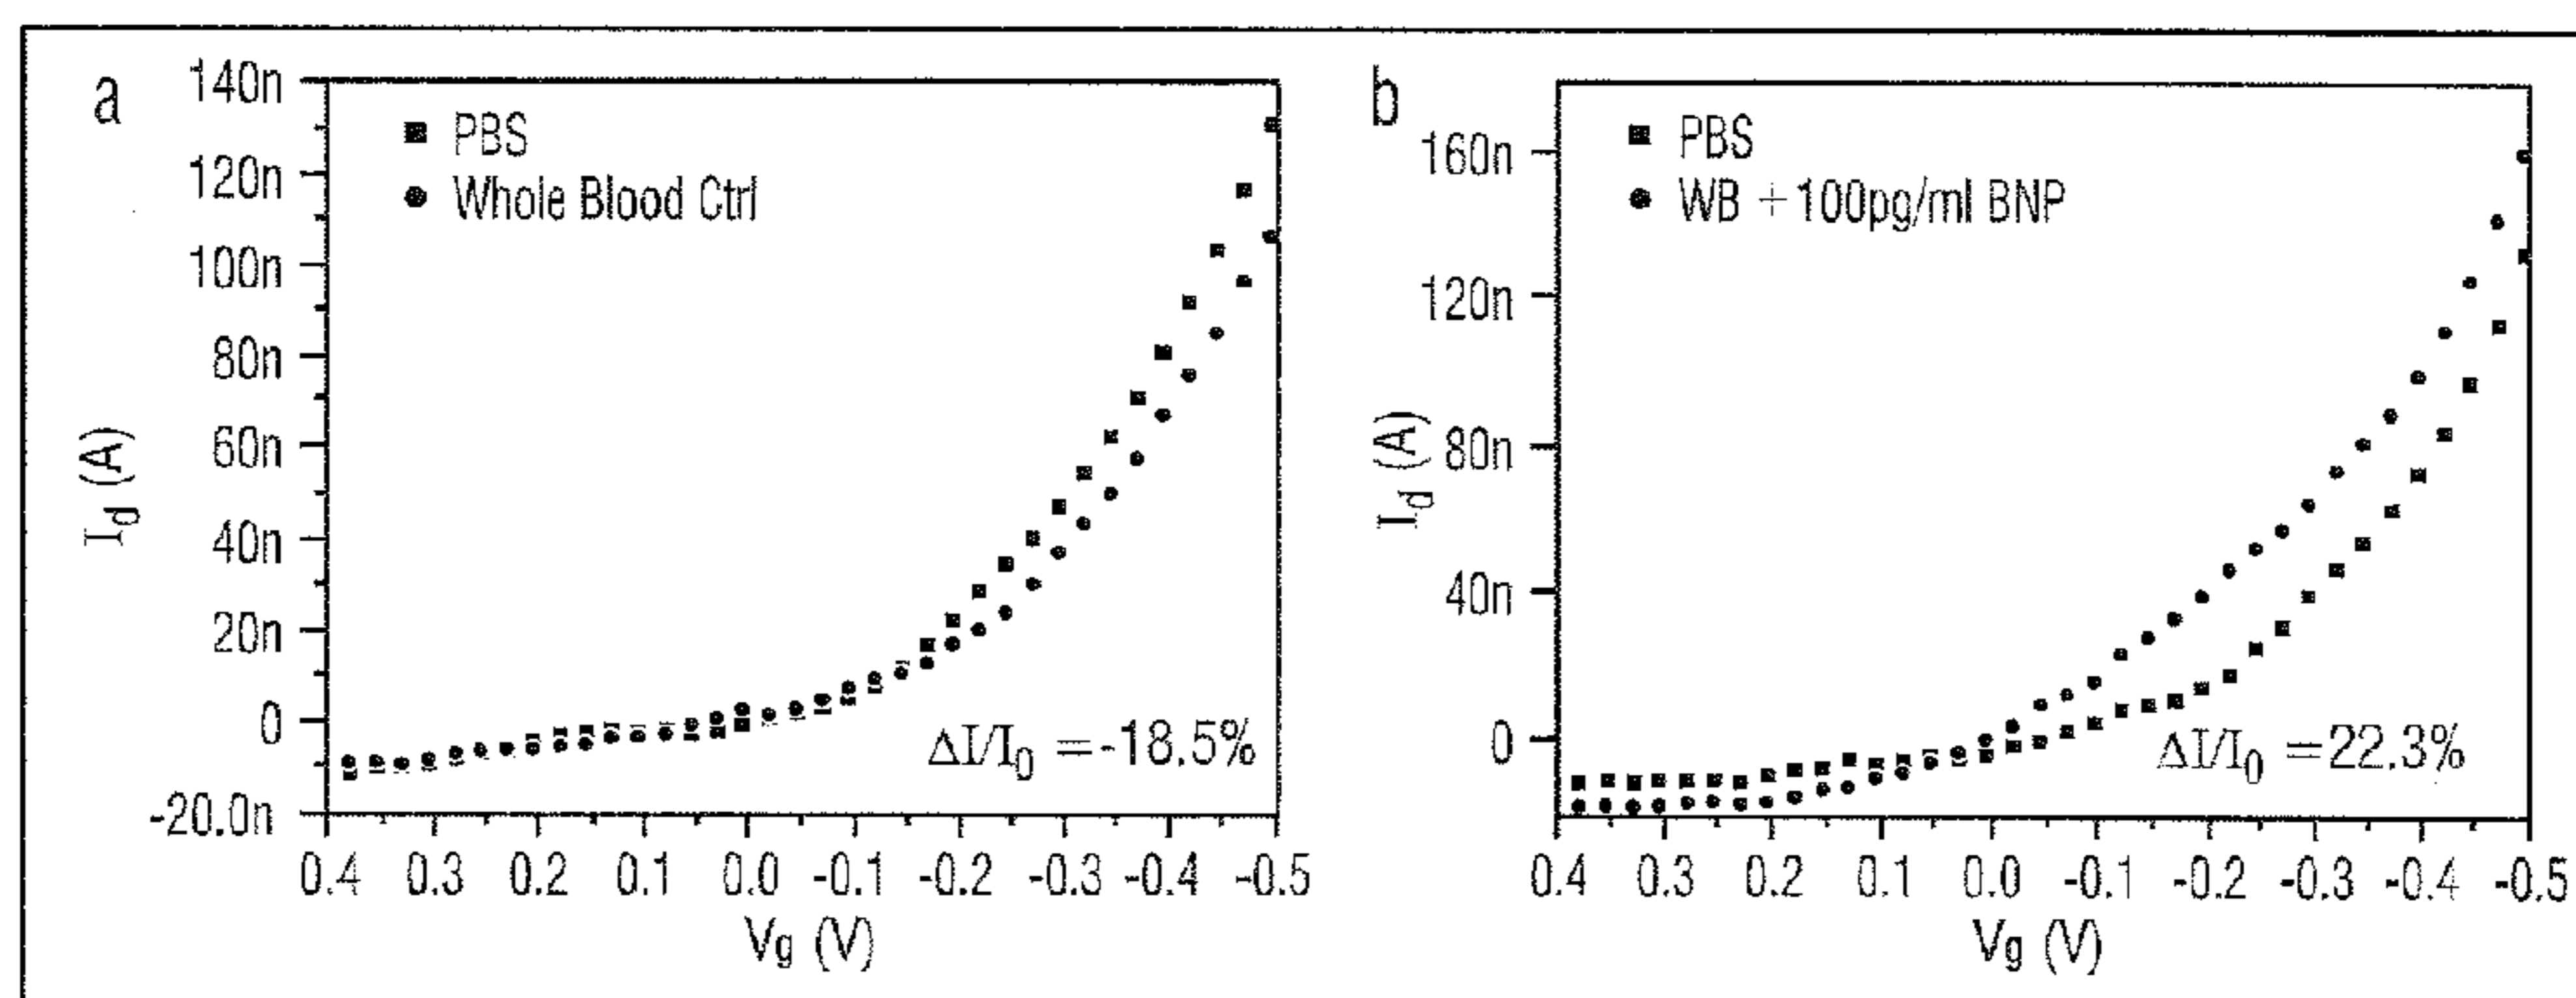 a
140n
120n
100n
80n
60n
40n
20n
0
-20.0n
I_d (A)
PBS
Whole Blood Ctrl
ΔI/I_0 =-18.5%
0.4 0.3 0.2 0.1 0.0 -0.1 -0.2 -0.3 -0.4 -0.5
Vg (V)
b
160n
120n
80n
40n
0
I_d (A)
PBS
WB +100pg/ml BNP
ΔI/I_0 =22.3%
0.4 0.3 0.2 0.1 0.0 -0.1 -0.2 -0.3 -0.4 -0.5
Vg (V)